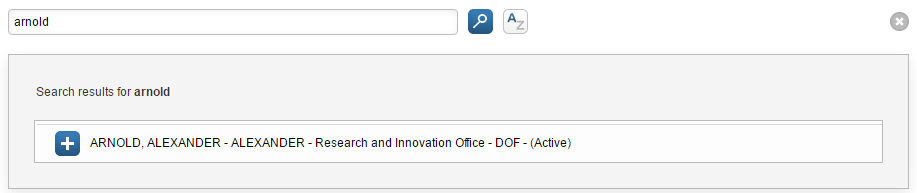 arnold
A
Z
Search results for arnold
ARNOLD, ALEXANDER - ALEXANDER - Research and Innovation Office - DOF - (Active)